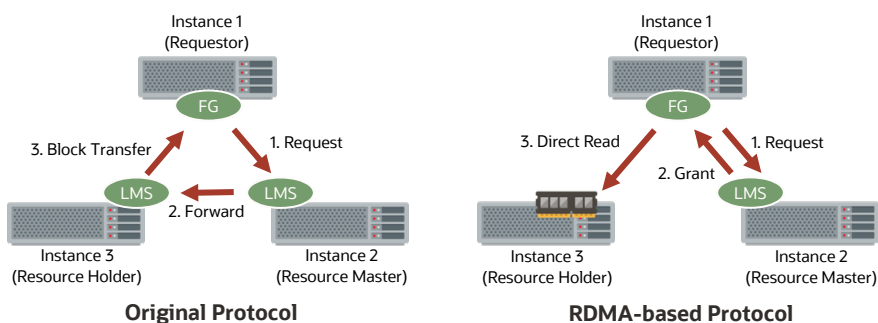 Instance 1
(Requestor)
FG
3. Block Transfer
1. Request
LMS
LMS
2. Forward
Instance 3
(Resource Holder)
Instance 2
(Resource Master)
Original Protocol
Instance 1
(Requestor)
FG
3. Direct Read
1. Request
2. Grant
LMS
Instance 3
(Resource Holder)
Instance 2
(Resource Master)
RDMA-based Protocol